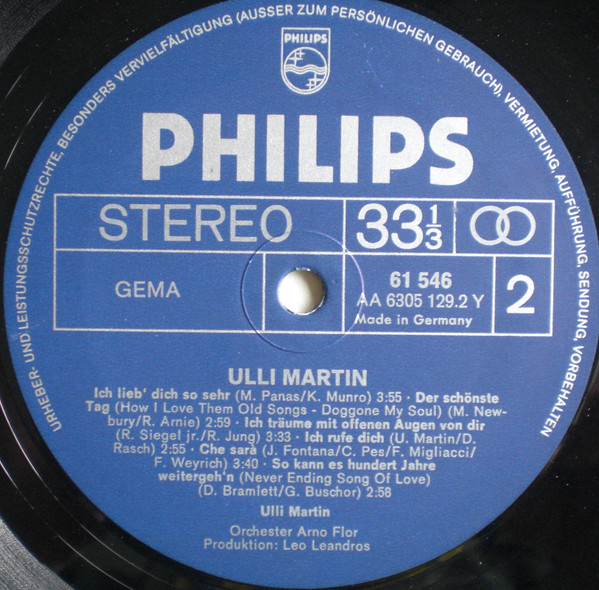 URHEBER- UND LEISTUNGSSCHUTZRECHTE, BESONDERS VERVIELFÄLTIGUNG (AUSSER ZUM PERSÖNLICHEN GEBRAUCH), VERMIETUNG, AUFFÜHRUNG, SENDUNG, VORBEHALTEN
PHILIPS
PHILIPS
STEREO 33 1/3
GEMA
61 546
AA 6305 129.2 Y
Made in Germany
2
ULLI MARTIN
Ich lieb' dich so sehr (M. Panas/K. Munro) 3:55 · Der schönste
Tag (How I Love Them Old Songs - Doggone My Soul) (M. New-
bury/R. Arnie) 2:59 · Ich träume mit offenen Augen von dir
(R. Siegel jr./R. Jung) 3:33 · Ich rufe dich (U. Martin/D.
Rasch) 2:55 · Che sarà (J. Fontana/C. Pes/F. Migliacci/
F. Weyrich) 3:40 · So kann es hundert Jahre
weitergeh'n (Never Ending Song Of Love)
(D. Bramlett/G. Buschor) 2:58
Ulli Martin
Orchester Arno Flor
Produktion: Leo Leandros